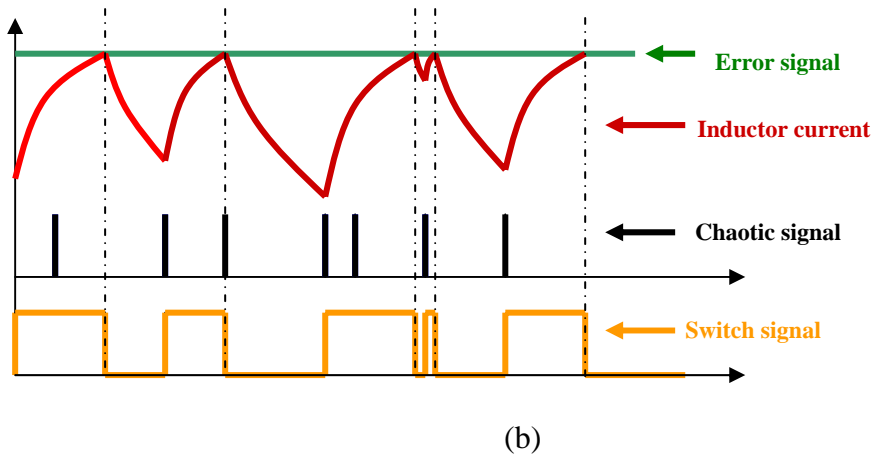 Error signal
Inductor current
Chaotic signal
Switch signal
(b)